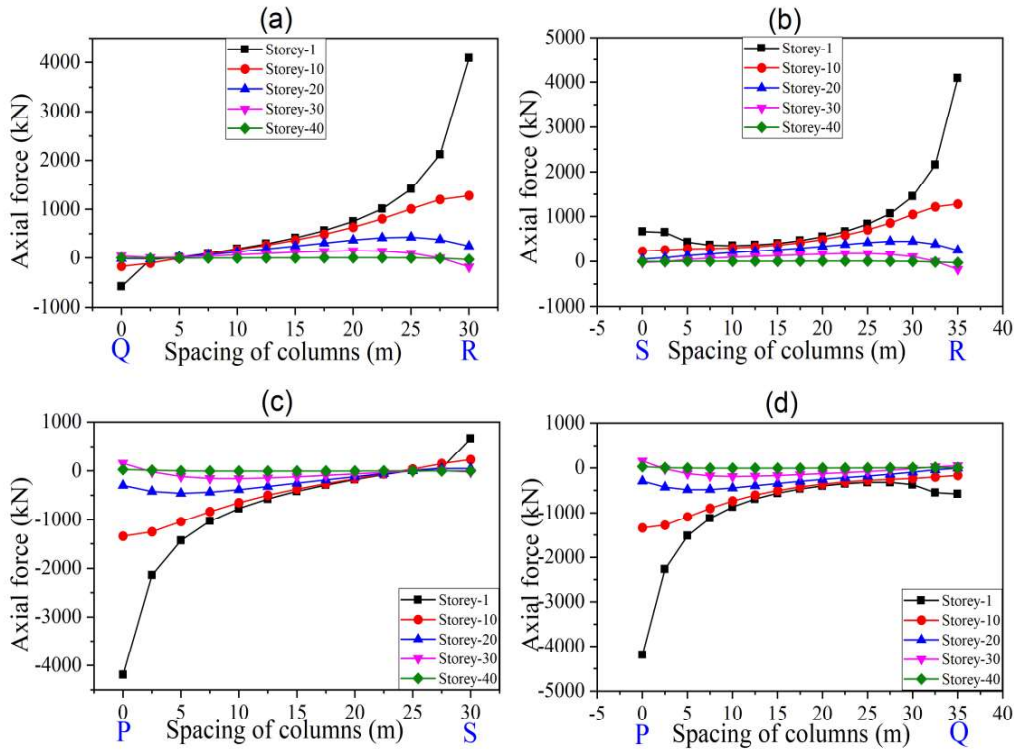 (a)
Axial force (kN)
4000
3000
2000
1000
0
-1000
Storey-1
Storey-10
Storey-20
Storey-30
Storey-40
0 5 10 15 20 25 30
Q Spacing of columns (m) R
(b)
Axial force (kN)
5000
4000
3000
2000
1000
0
-1000
Storey-1
Storey-10
Storey-20
Storey-30
Storey-40
-5 0 5 10 15 20 25 30 35 40
S Spacing of columns (m) R
(c)
Axial force (kN)
1000
0
-1000
-2000
-3000
-4000
Storey-1
Storey-10
Storey-20
Storey-30
Storey-40
0 5 10 15 20 25 30
P Spacing of columns (m) S
(d)
Axial force (kN)
1000
0
-1000
-2000
-3000
-4000
-5000
Storey-1
Storey-10
Storey-20
Storey-30
Storey-40
-5 0 5 10 15 20 25 30 35 40
P Spacing of columns (m) Q